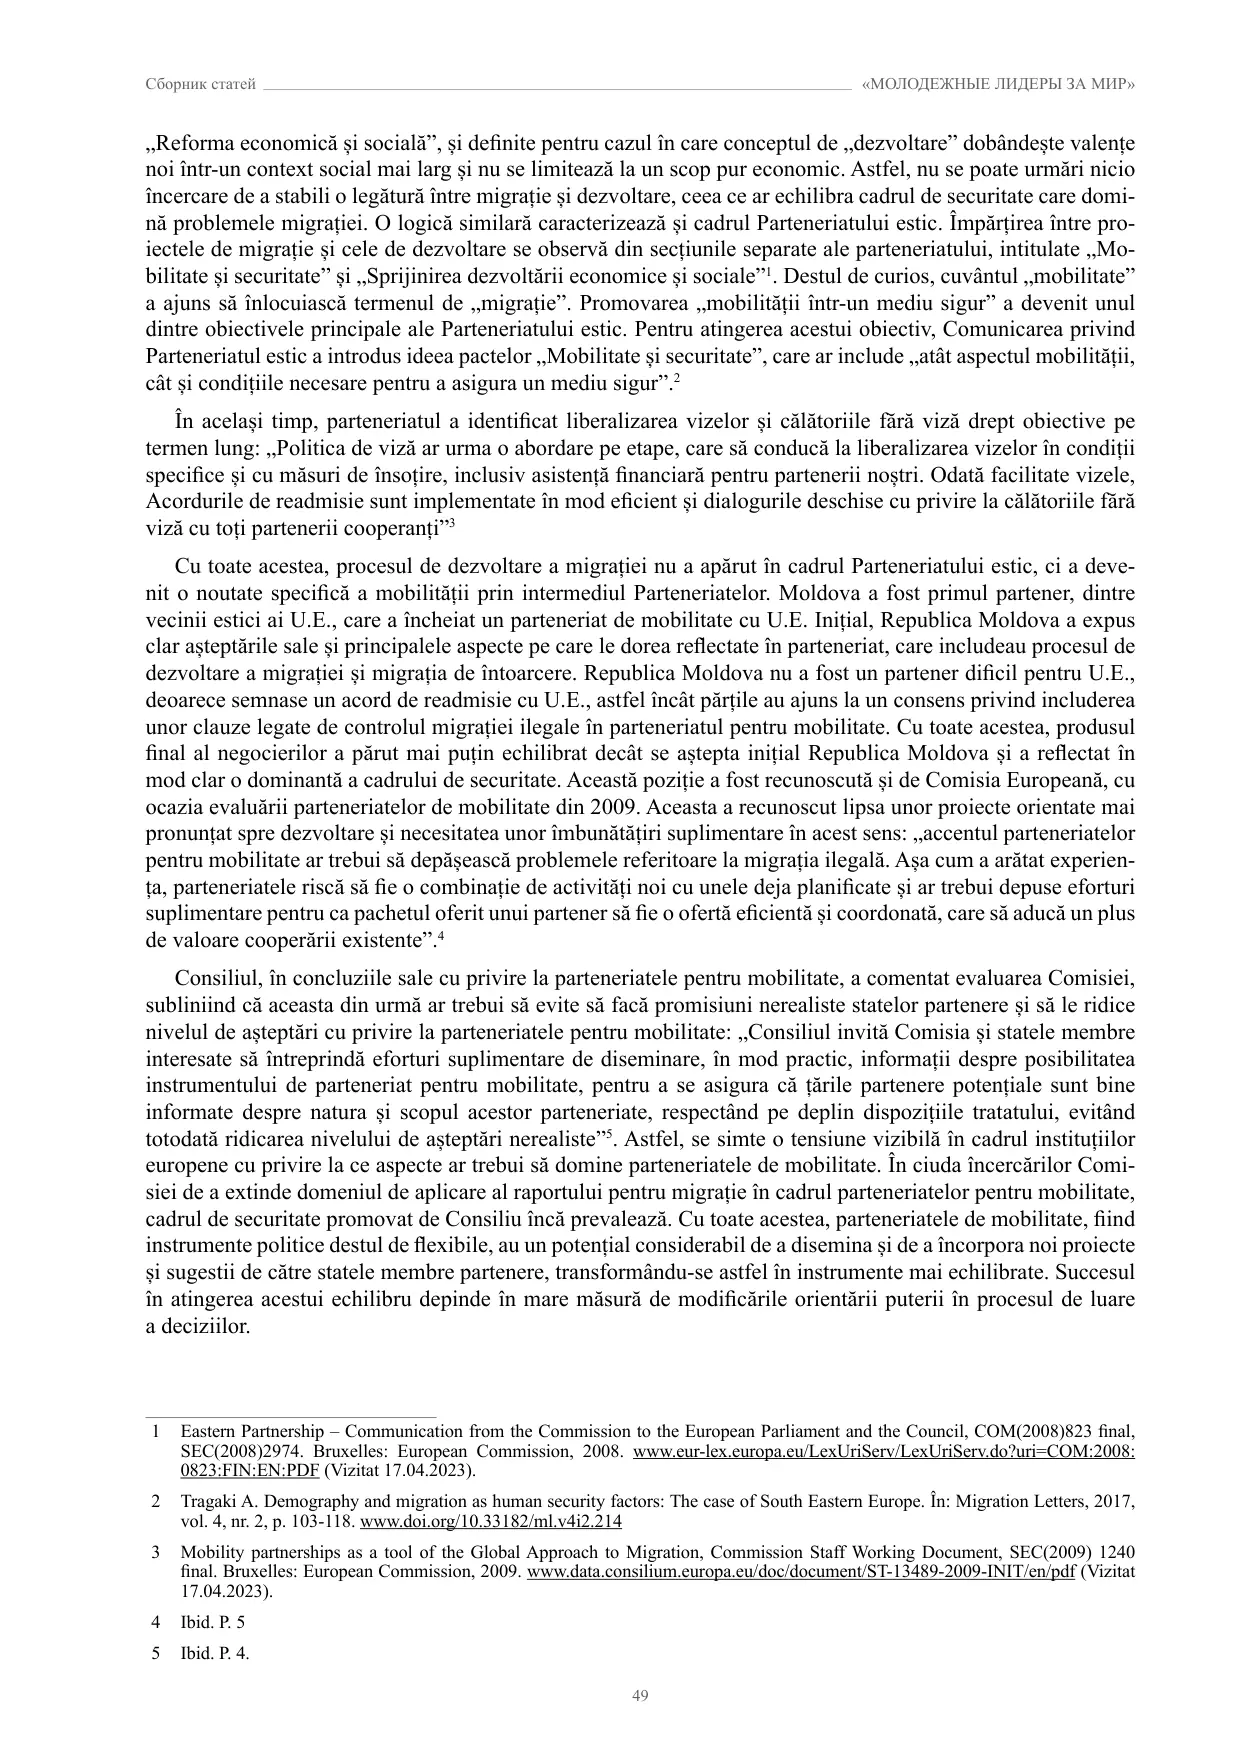 Сборник статей «МОЛОДЕЖНЫЕ ЛИДЕРЫ ЗА МИР»
„Reforma economică și socială”, și definite pentru cazul în care conceptul de „dezvoltare” dobândește valențe
noi într-un context social mai larg și nu se limitează la un scop pur economic. Astfel, nu se poate urmări nicio
încercare de a stabili o legătură între migrație și dezvoltare, ceea ce ar echilibra cadrul de securitate care domi-
nă problemele migrației. O logică similară caracterizează și cadrul Parteneriatului estic. Împărțirea între pro-
iectele de migrație și cele de dezvoltare se observă din secțiunile separate ale parteneriatului, intitulate „Mo-
bilitate și securitate” și „Sprijinirea dezvoltării economice și sociale”1. Destul de curios, cuvântul „mobilitate”
a ajuns să înlocuiască termenul de „migrație”. Promovarea „mobilității într-un mediu sigur” a devenit unul
dintre obiectivele principale ale Parteneriatului estic. Pentru atingerea acestui obiectiv, Comunicarea privind
Parteneriatul estic a introdus ideea pactelor „Mobilitate și securitate”, care ar include „atât aspectul mobilității,
cât și condițiile necesare pentru a asigura un mediu sigur”.2
În același timp, parteneriatul a identificat liberalizarea vizelor și călătoriile fără viză drept obiective pe
termen lung: „Politica de viză ar urma o abordare pe etape, care să conducă la liberalizarea vizelor în condiții
specifice și cu măsuri de însoțire, inclusiv asistență financiară pentru partenerii noștri. Odată facilitate vizele,
Acordurile de readmisie sunt implementate în mod eficient și dialogurile deschise cu privire la călătoriile fără
viză cu toți partenerii cooperanți”3
Cu toate acestea, procesul de dezvoltare a migrației nu a apărut în cadrul Parteneriatului estic, ci a deve-
nit o noutate specifică a mobilității prin intermediul Parteneriatelor. Moldova a fost primul partener, dintre
vecinii estici ai U.E., care a încheiat un parteneriat de mobilitate cu U.E. Inițial, Republica Moldova a expus
clar așteptările sale și principalele aspecte pe care le dorea reflectate în parteneriat, care includeau procesul de
dezvoltare a migrației și migrația de întoarcere. Republica Moldova nu a fost un partener dificil pentru U.E.,
deoarece semnase un acord de readmisie cu U.E., astfel încât părțile au ajuns la un consens privind includerea
unor clauze legate de controlul migrației ilegale în parteneriatul pentru mobilitate. Cu toate acestea, produsul
final al negocierilor a părut mai puțin echilibrat decât se aștepta inițial Republica Moldova și a reflectat în
mod clar o dominantă a cadrului de securitate. Această poziție a fost recunoscută și de Comisia Europeană, cu
ocazia evaluării parteneriatelor de mobilitate din 2009. Aceasta a recunoscut lipsa unor proiecte orientate mai
pronunțat spre dezvoltare și necesitatea unor îmbunătățiri suplimentare în acest sens: „accentul parteneriatelor
pentru mobilitate ar trebui să depășească problemele referitoare la migrația ilegală. Așa cum a arătat experien-
ța, parteneriatele riscă să fie o combinație de activități noi cu unele deja planificate și ar trebui depuse eforturi
suplimentare pentru ca pachetul oferit unui partener să fie o ofertă eficientă și coordonată, care să aducă un plus
de valoare cooperării existente”.4
Consiliul, în concluziile sale cu privire la parteneriatele pentru mobilitate, a comentat evaluarea Comisiei,
subliniind că aceasta din urmă ar trebui să evite să facă promisiuni nerealiste statelor partenere și să le ridice
nivelul de așteptări cu privire la parteneriatele pentru mobilitate: „Consiliul invită Comisia și statele membre
interesate să întreprindă eforturi suplimentare de diseminare, în mod practic, informații despre posibilitatea
instrumentului de parteneriat pentru mobilitate, pentru a se asigura că țările partenere potențiale sunt bine
informate despre natura și scopul acestor parteneriate, respectând pe deplin dispozițiile tratatului, evitând
totodată ridicarea nivelului de așteptări nerealiste”5. Astfel, se simte o tensiune vizibilă în cadrul instituțiilor
europene cu privire la ce aspecte ar trebui să domine parteneriatele de mobilitate. În ciuda încercărilor Comi-
siei de a extinde domeniul de aplicare al raportului pentru migrație în cadrul parteneriatelor pentru mobilitate,
cadrul de securitate promovat de Consiliu încă prevalează. Cu toate acestea, parteneriatele de mobilitate, fiind
instrumente politice destul de flexibile, au un potențial considerabil de a disemina și de a încorpora noi proiecte
și sugestii de către statele membre partenere, transformându-se astfel în instrumente mai echilibrate. Succesul
în atingerea acestui echilibru depinde în mare măsură de modificările orientării puterii în procesul de luare
a deciziilor.
1 Eastern Partnership – Communication from the Commission to the European Parliament and the Council, COM(2008)823 final,
SEC(2008)2974. Bruxelles: European Commission, 2008. www.eur-lex.europa.eu/LexUriServ/LexUriServ.do?uri=COM:2008:
0823:FIN:EN:PDF (Vizitat 17.04.2023).
2 Tragaki A. Demography and migration as human security factors: The case of South Eastern Europe. În: Migration Letters, 2017,
vol. 4, nr. 2, p. 103-118. www.doi.org/10.33182/ml.v4i2.214
3 Mobility partnerships as a tool of the Global Approach to Migration, Commission Staff Working Document, SEC(2009) 1240
final. Bruxelles: European Commission, 2009. www.data.consilium.europa.eu/doc/document/ST-13489-2009-INIT/en/pdf (Vizitat
17.04.2023).
4 Ibid. P. 5
5 Ibid. P. 4.
49